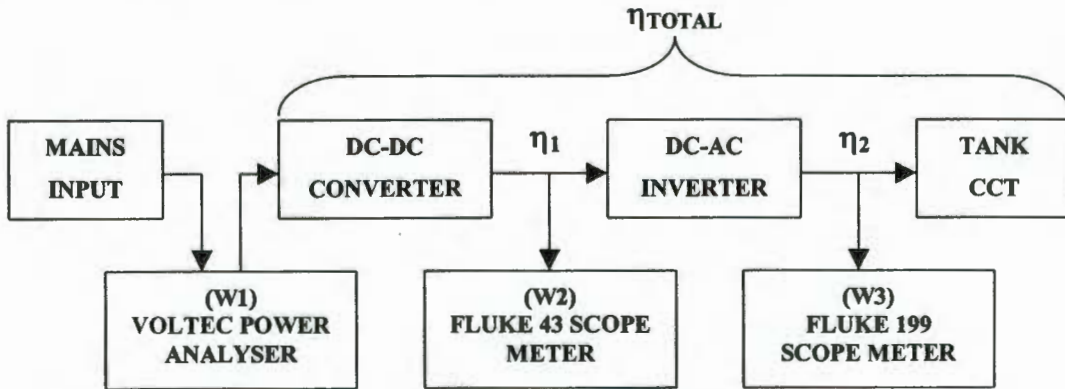 ηTOTAL
MAINS
INPUT
DC-DC
CONVERTER
η1
DC-AC
INVERTER
η2
TANK
CCT
(W1)
VOLTEC POWER
ANALYSER
(W2)
FLUKE 43 SCOPE
METER
(W3)
FLUKE 199
SCOPE METER